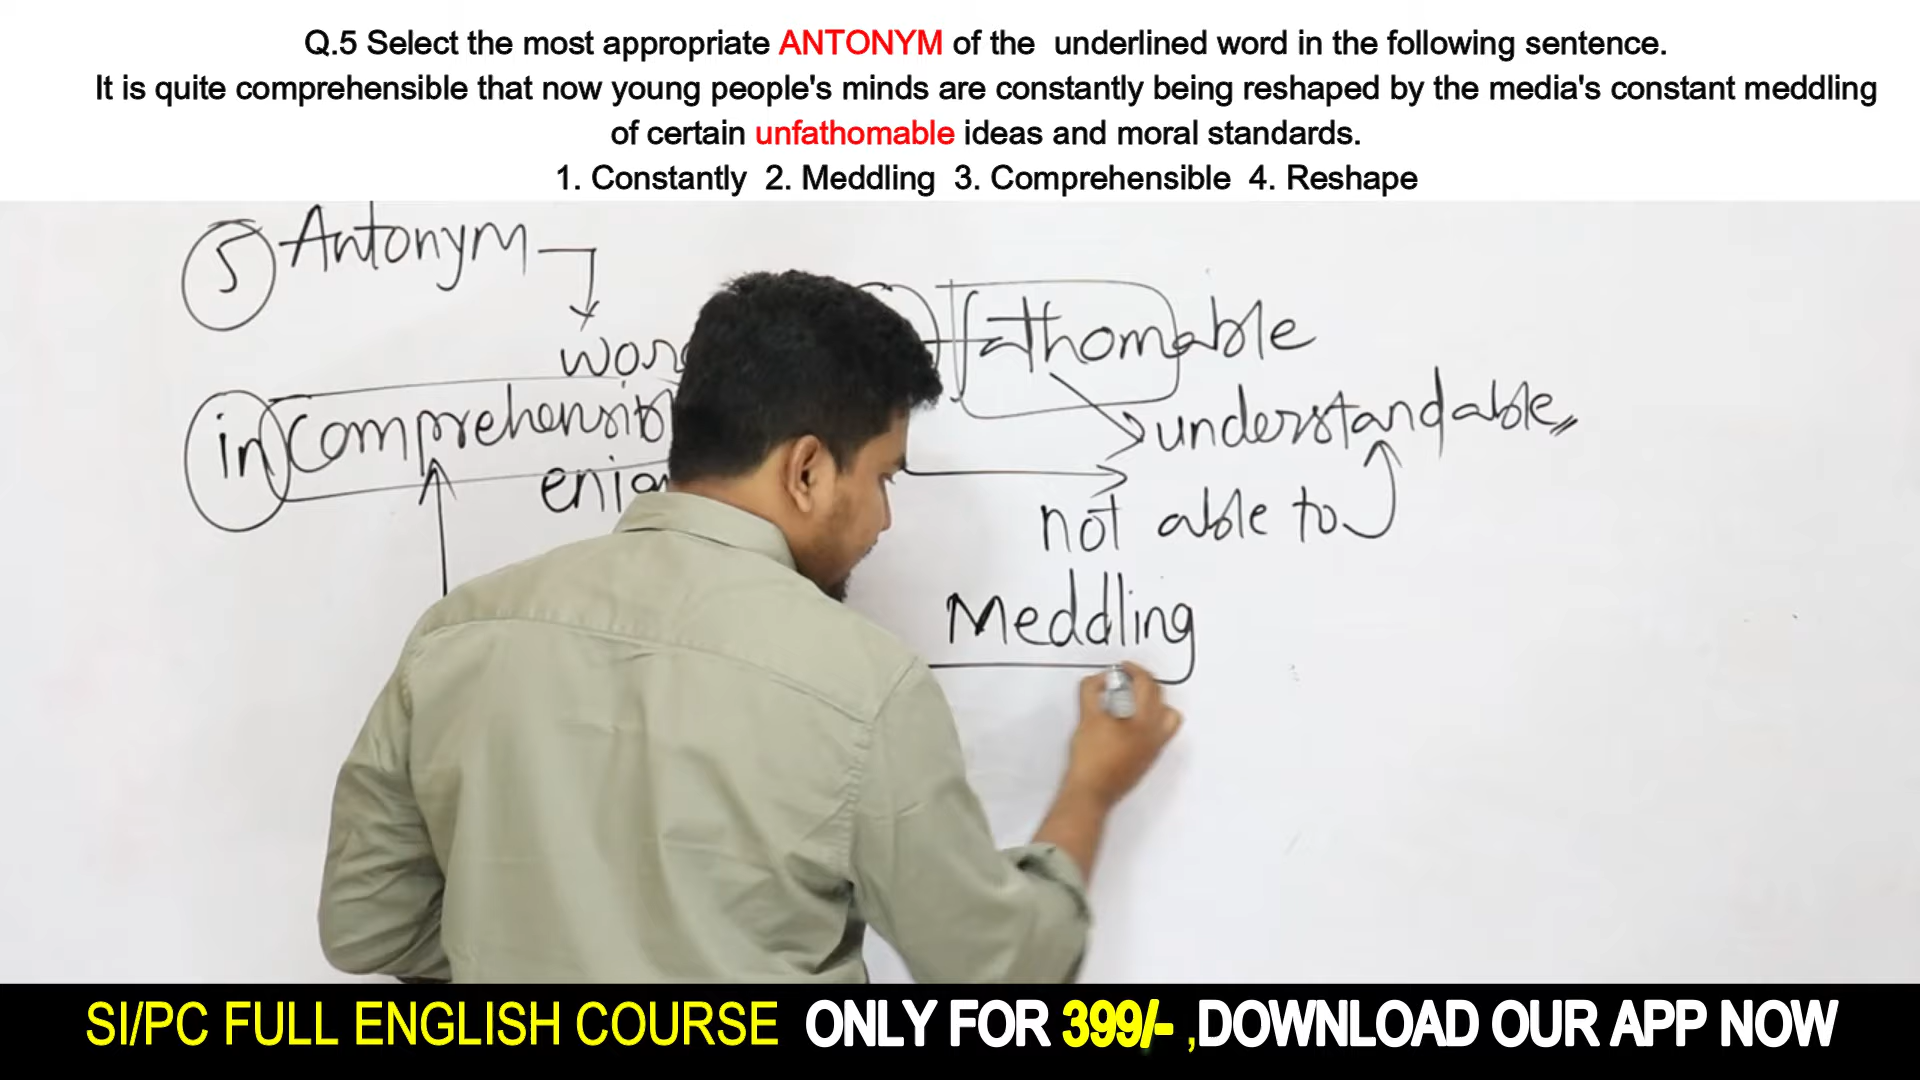 Q.5 Select the most appropriate ANTONYM of the underlined word in the following sentence.
It is quite comprehensible that now young people's minds are constantly being reshaped by the media's constant meddling
of certain unfathomable ideas and moral standards.
1. Constantly 2. Meddling 3. Comprehensible 4. Reshape
5 Antonym
fathomable
in comprehensib
understandable
not able to
Meddling
SI/PC FULL ENGLISH COURSE ONLY FOR 399/- ,DOWNLOAD OUR APP NOW